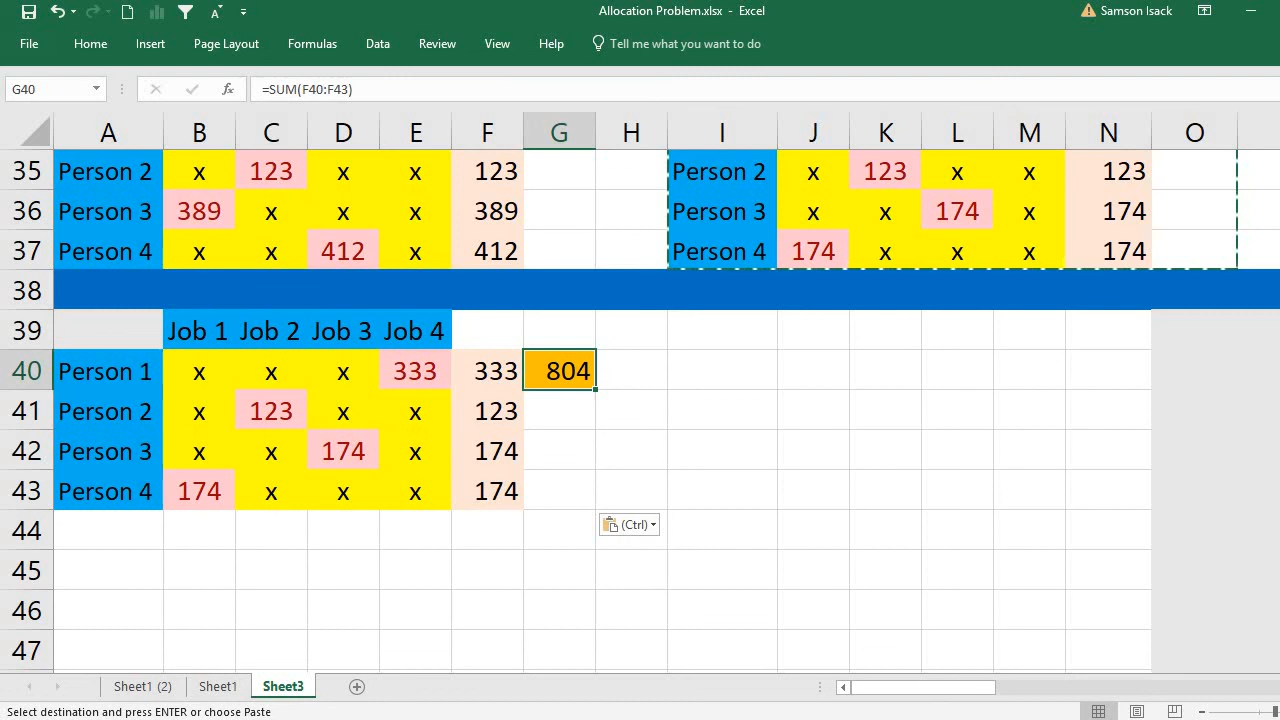 Allocation Problem.xlsx - Excel
Samson Isack
File Home Insert Page Layout Formulas Data Review View Help Tell me what you want to do
G40 fx =SUM(F40:F43)
A B C D E F G H I J K L M N O
35 Person 2 x 123 x x 123 Person 2 x 123 x x 123
36 Person 3 389 x x x 389 Person 3 x x 174 x 174
37 Person 4 x x 412 x 412 Person 4 174 x x x 174
38
39 Job 1 Job 2 Job 3 Job 4
40 Person 1 x x x 333 333 804
41 Person 2 x 123 x x 123
42 Person 3 x x 174 x 174
43 Person 4 174 x x x 174
44 (Ctrl)
45
46
47
Sheet1 (2) Sheet1 Sheet3
Select destination and press ENTER or choose Paste